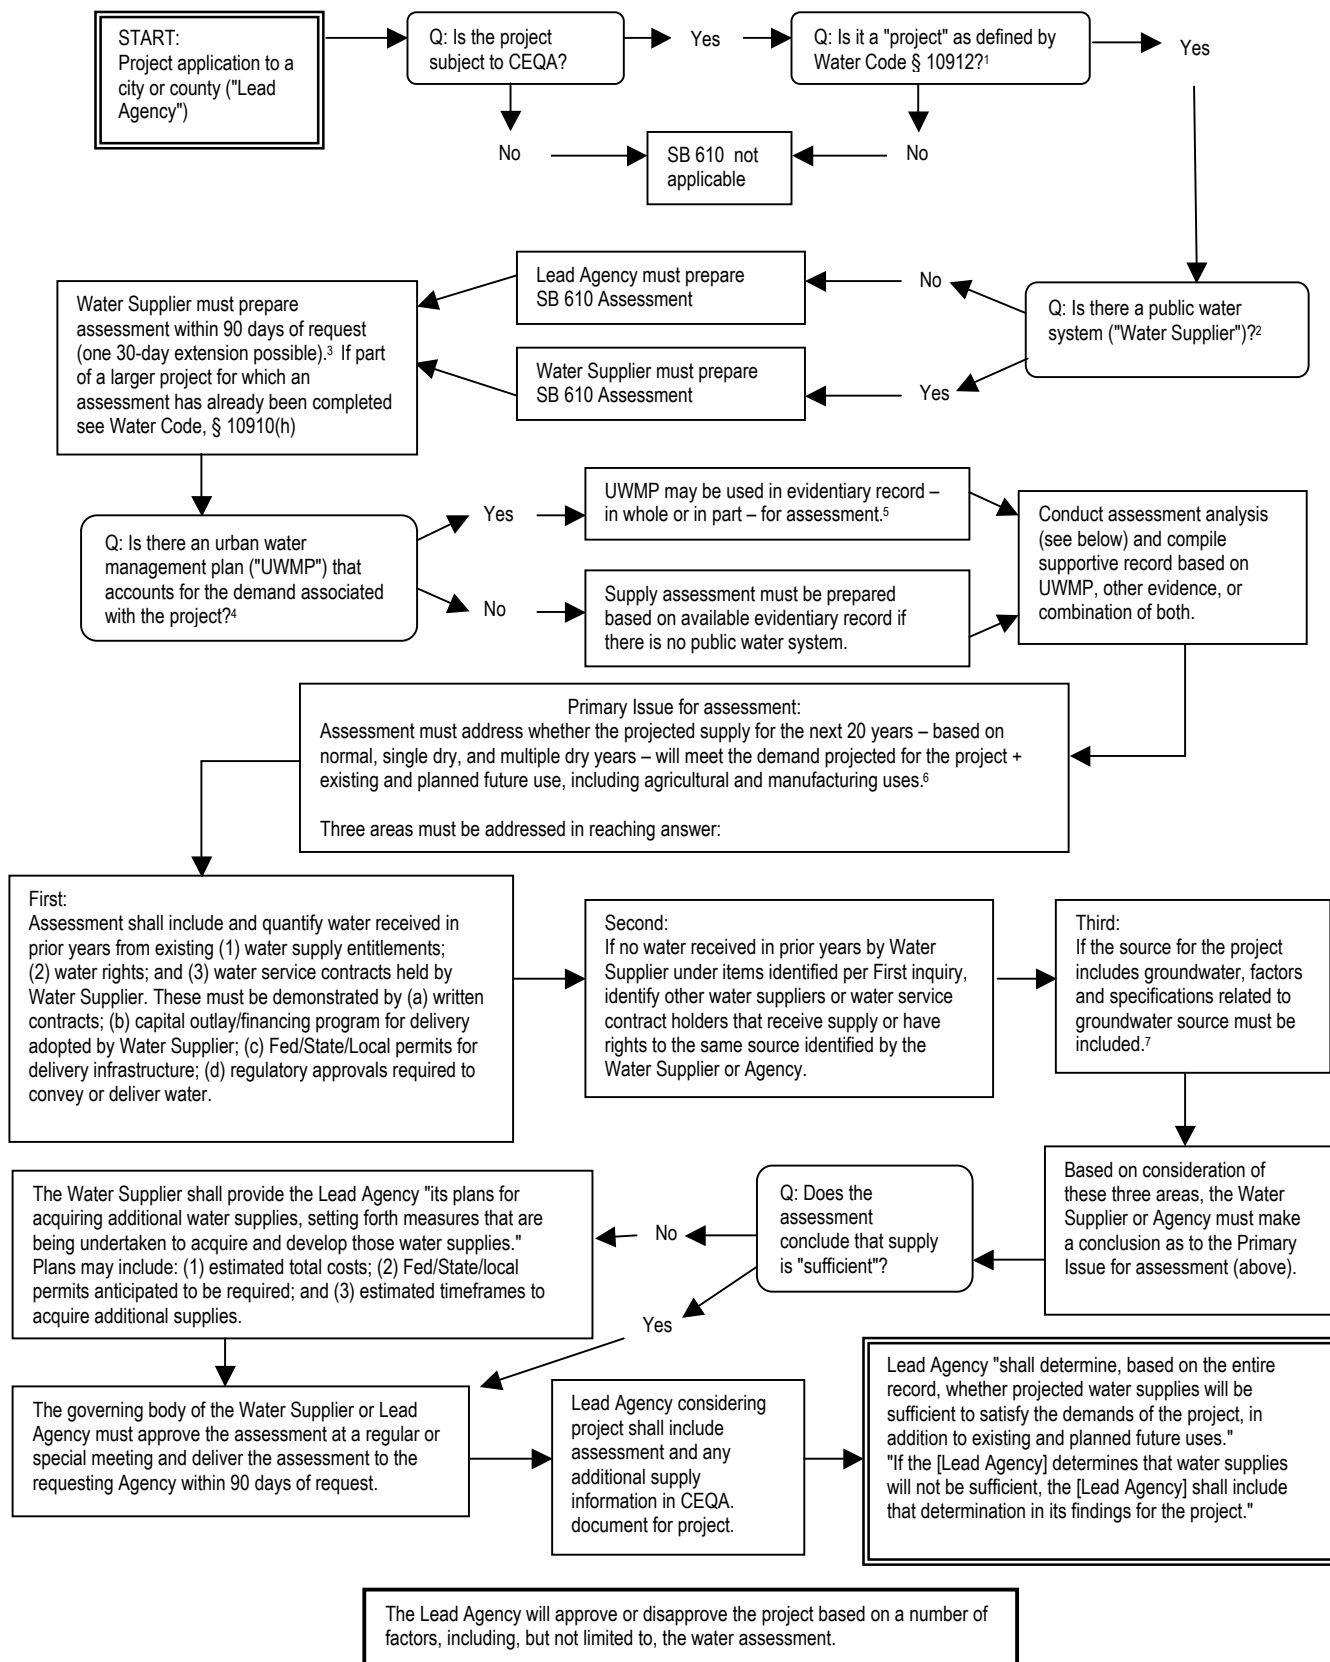 START:
Project application to a
city or county ("Lead
Agency")
Q: Is the project
subject to CEQA?
Yes
Q: Is it a "project" as defined by
Water Code § 10912?¹
Yes
No
SB 610 not
applicable
No
Lead Agency must prepare
SB 610 Assessment
No
Q: Is there a public water
system ("Water Supplier")?²
Water Supplier must prepare
assessment within 90 days of request
(one 30-day extension possible).³ If part
of a larger project for which an
assessment has already been completed
see Water Code, § 10910(h)
Water Supplier must prepare
SB 610 Assessment
Yes
Q: Is there an urban water
management plan ("UWMP") that
accounts for the demand associated
with the project?⁴
Yes
UWMP may be used in evidentiary record –
in whole or in part – for assessment.⁵
No
Supply assessment must be prepared
based on available evidentiary record if
there is no public water system.
Conduct assessment analysis
(see below) and compile
supportive record based on
UWMP, other evidence, or
combination of both.
Primary Issue for assessment:
Assessment must address whether the projected supply for the next 20 years – based on
normal, single dry, and multiple dry years – will meet the demand projected for the project +
existing and planned future use, including agricultural and manufacturing uses.⁶
Three areas must be addressed in reaching answer:
First:
Assessment shall include and quantify water received in
prior years from existing (1) water supply entitlements;
(2) water rights; and (3) water service contracts held by
Water Supplier. These must be demonstrated by (a) written
contracts; (b) capital outlay/financing program for delivery
adopted by Water Supplier; (c) Fed/State/Local permits for
delivery infrastructure; (d) regulatory approvals required to
convey or deliver water.
Second:
If no water received in prior years by Water
Supplier under items identified per First inquiry,
identify other water suppliers or water service
contract holders that receive supply or have
rights to the same source identified by the
Water Supplier or Agency.
Third:
If the source for the project
includes groundwater, factors
and specifications related to
groundwater source must be
included.⁷
Based on consideration of
these three areas, the Water
Supplier or Agency must make
a conclusion as to the Primary
Issue for assessment (above).
Q: Does the
assessment
conclude that supply
is "sufficient"?
No
The Water Supplier shall provide the Lead Agency "its plans for
acquiring additional water supplies, setting forth measures that are
being undertaken to acquire and develop those water supplies."
Plans may include: (1) estimated total costs; (2) Fed/State/local
permits anticipated to be required; and (3) estimated timeframes to
acquire additional supplies.
Yes
The governing body of the Water Supplier or Lead
Agency must approve the assessment at a regular or
special meeting and deliver the assessment to the
requesting Agency within 90 days of request.
Lead Agency considering
project shall include
assessment and any
additional supply
information in CEQA.
document for project.
Lead Agency "shall determine, based on the entire
record, whether projected water supplies will be
sufficient to satisfy the demands of the project, in
addition to existing and planned future uses."
"If the [Lead Agency] determines that water supplies
will not be sufficient, the [Lead Agency] shall include
that determination in its findings for the project."
The Lead Agency will approve or disapprove the project based on a number of
factors, including, but not limited to, the water assessment.